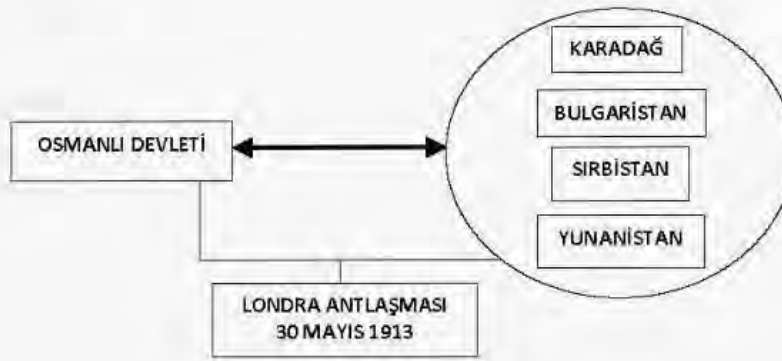 KARADAĞ
BULGARİSTAN
OSMANLI DEVLETİ
SIRBİSTAN
YUNANİSTAN
LONDRA ANTLAŞMASI
30 MAYIS 1913